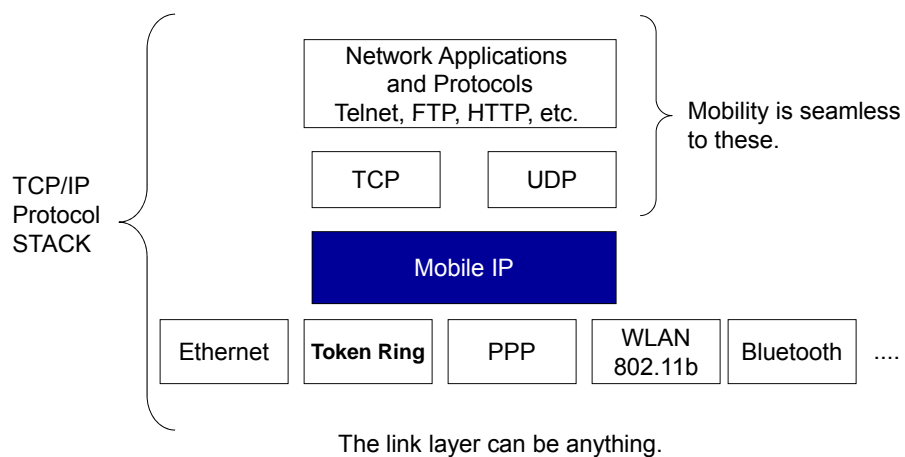 Network Applications
and Protocols
Telnet, FTP, HTTP, etc.
Mobility is seamless
to these.
TCP
UDP
TCP/IP
Protocol
STACK
Mobile IP
Ethernet
Token Ring
PPP
WLAN
802.11b
Bluetooth
....
The link layer can be anything.